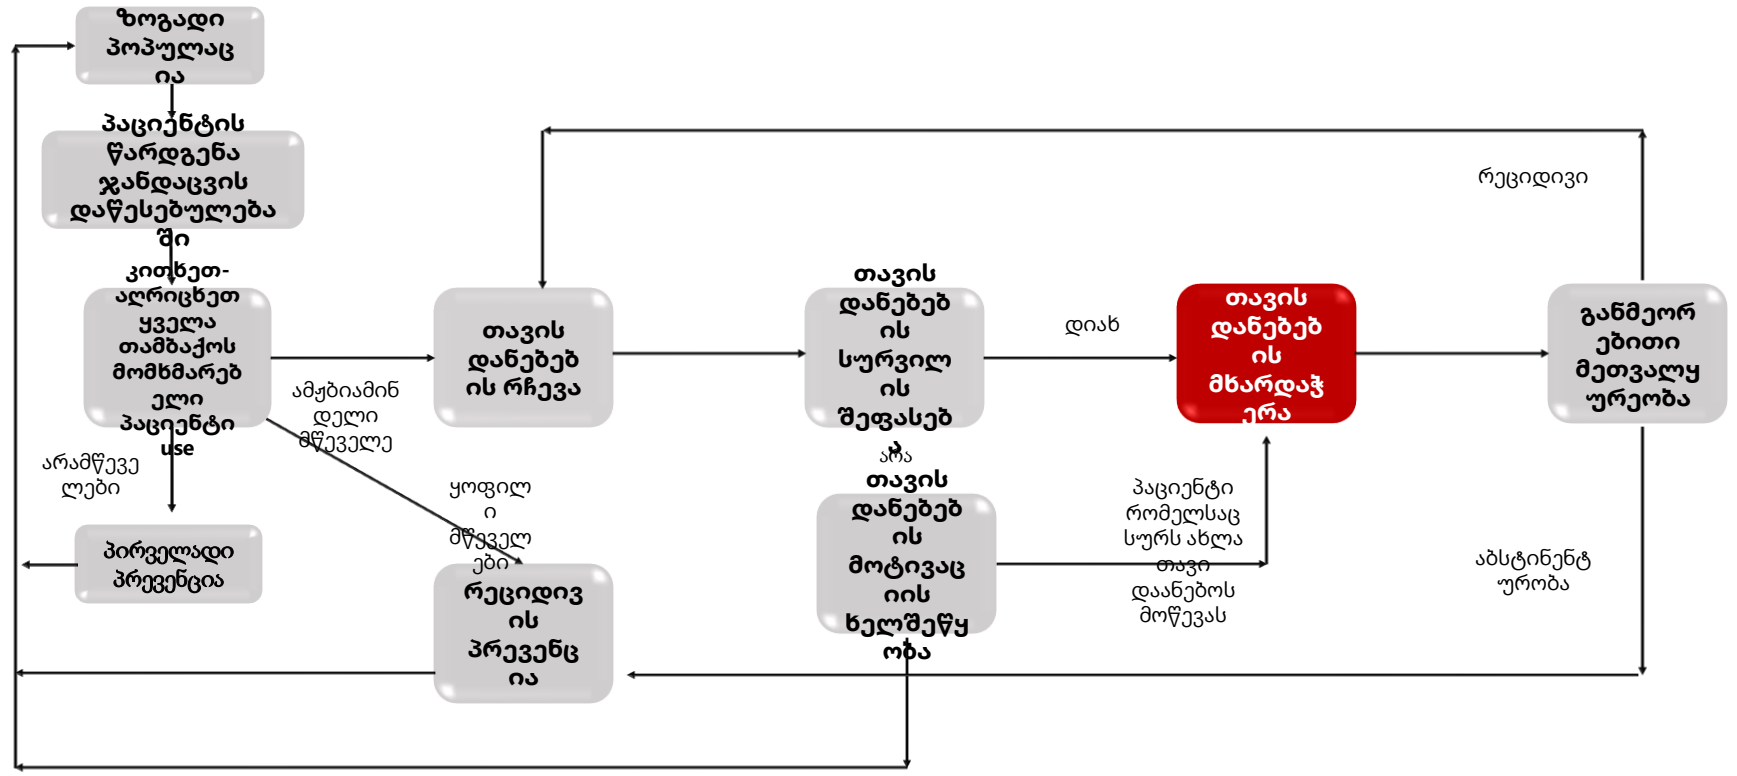 ზოგადი
პოპულაც
ია
პაციენტის
წარდგენა
ჯანდაცვის
დაწესებულება
ში
კითხეთ-
აღრიცხეთ
ყველა
თამბაქოს
მომხმარებ
ელი
პაციენტი
use
არამწევე
ლები
პირველადი
პრევენცია
ამჟბიამინ
დელი
მწეველე
ყოფილ
ი
მწეველ
ები
თავის
დანებებ
ის რჩევა
რეციდივ
ის
პრევენც
ია
თავის
დანებებ
ის
სურვილ
ის
შეფასებ
ა
არა
თავის
დანებებ
ის
მოტივაც
იის
ხელშეწყ
ობა
დიახ
თავის
დანებებ
ის
მხარდაჭ
ერა
პაციენტი
რომელსაც
სურს ახლა
თავი
დაანებოს
მოწევას
რეციდივი
განმეორ
ებითი
მეთვალყ
ურეობა
აბსტინენტ
ურობა